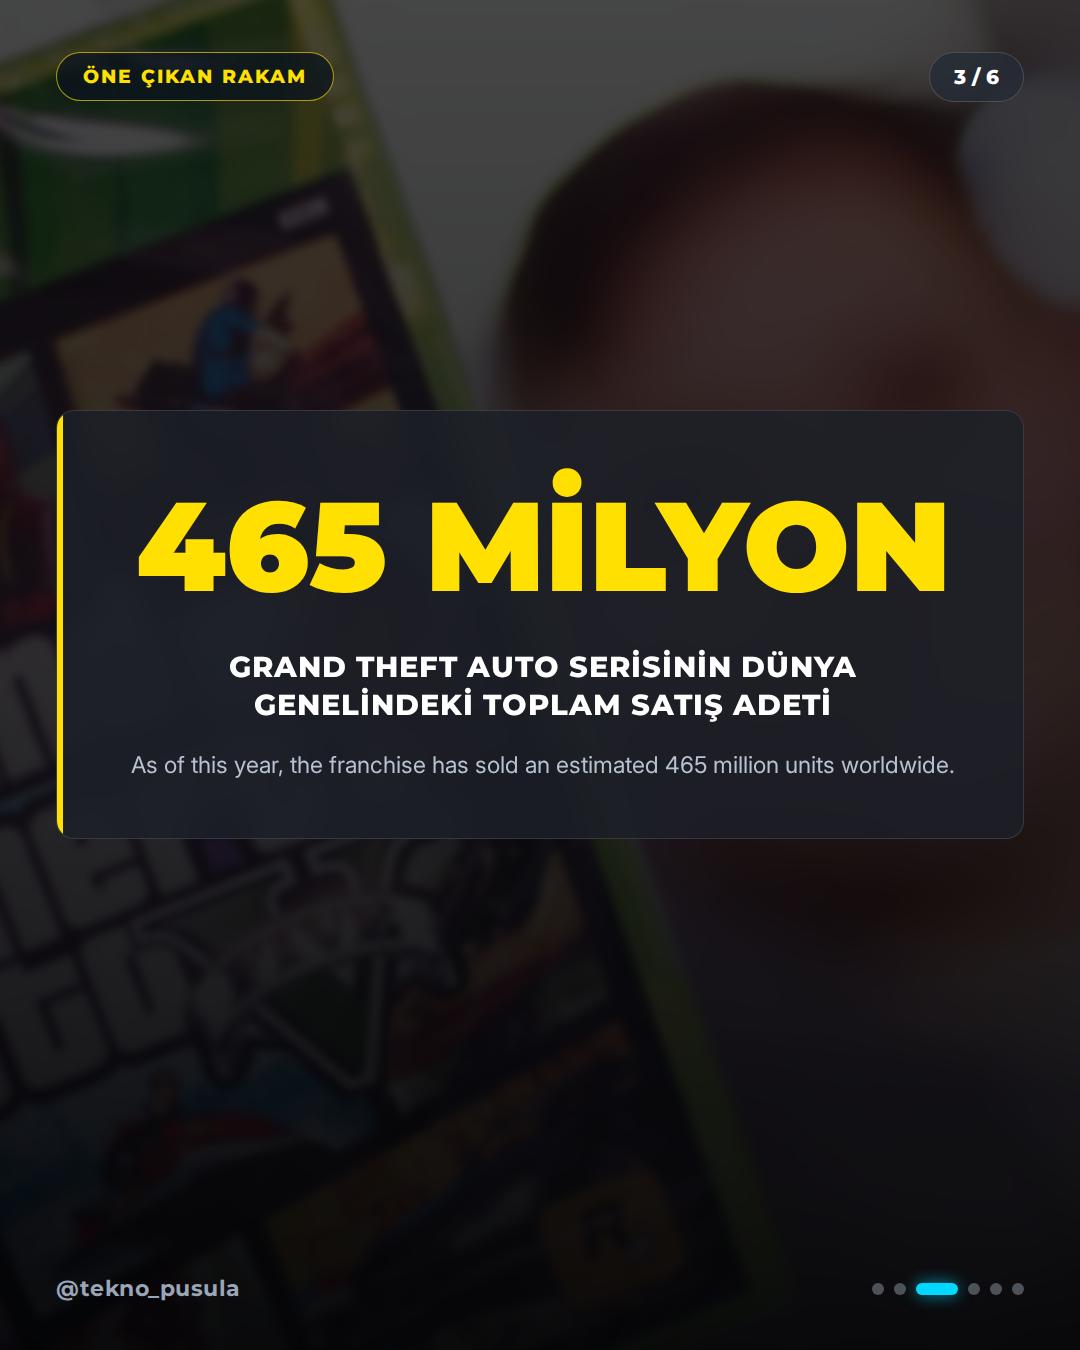 ÖNE ÇIKAN RAKAM
3 / 6
465 MİLYON
GRAND THEFT AUTO SERİSİNİN DÜNYA
GENELİNDEKİ TOPLAM SATIŞ ADETİ
As of this year, the franchise has sold an estimated 465 million units worldwide.
@tekno_pusula